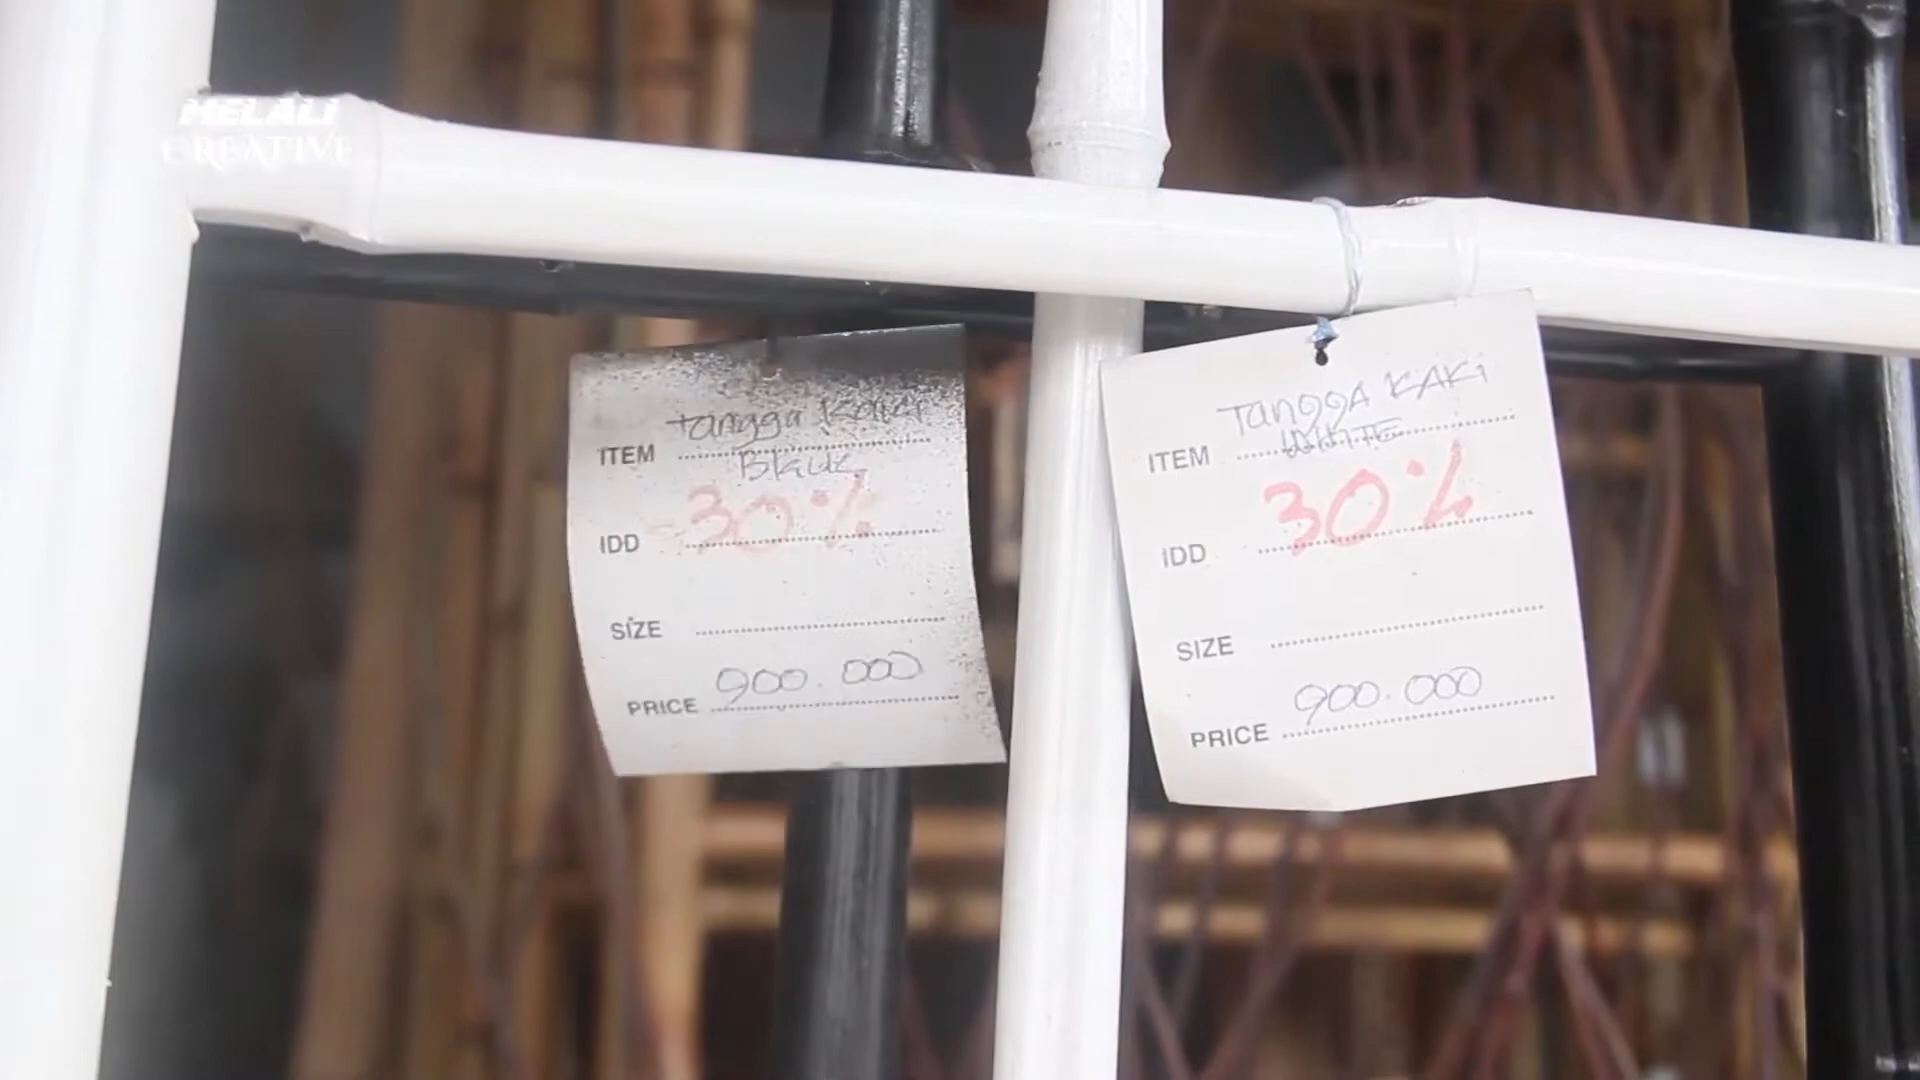 MELALI
CREATIVE
ITEM tangga Kaki
Black
IDD 30%
SIZE
PRICE 900.000
ITEM TANGGA KAKi
WHITE
IDD 30%
SIZE
PRICE 900.000